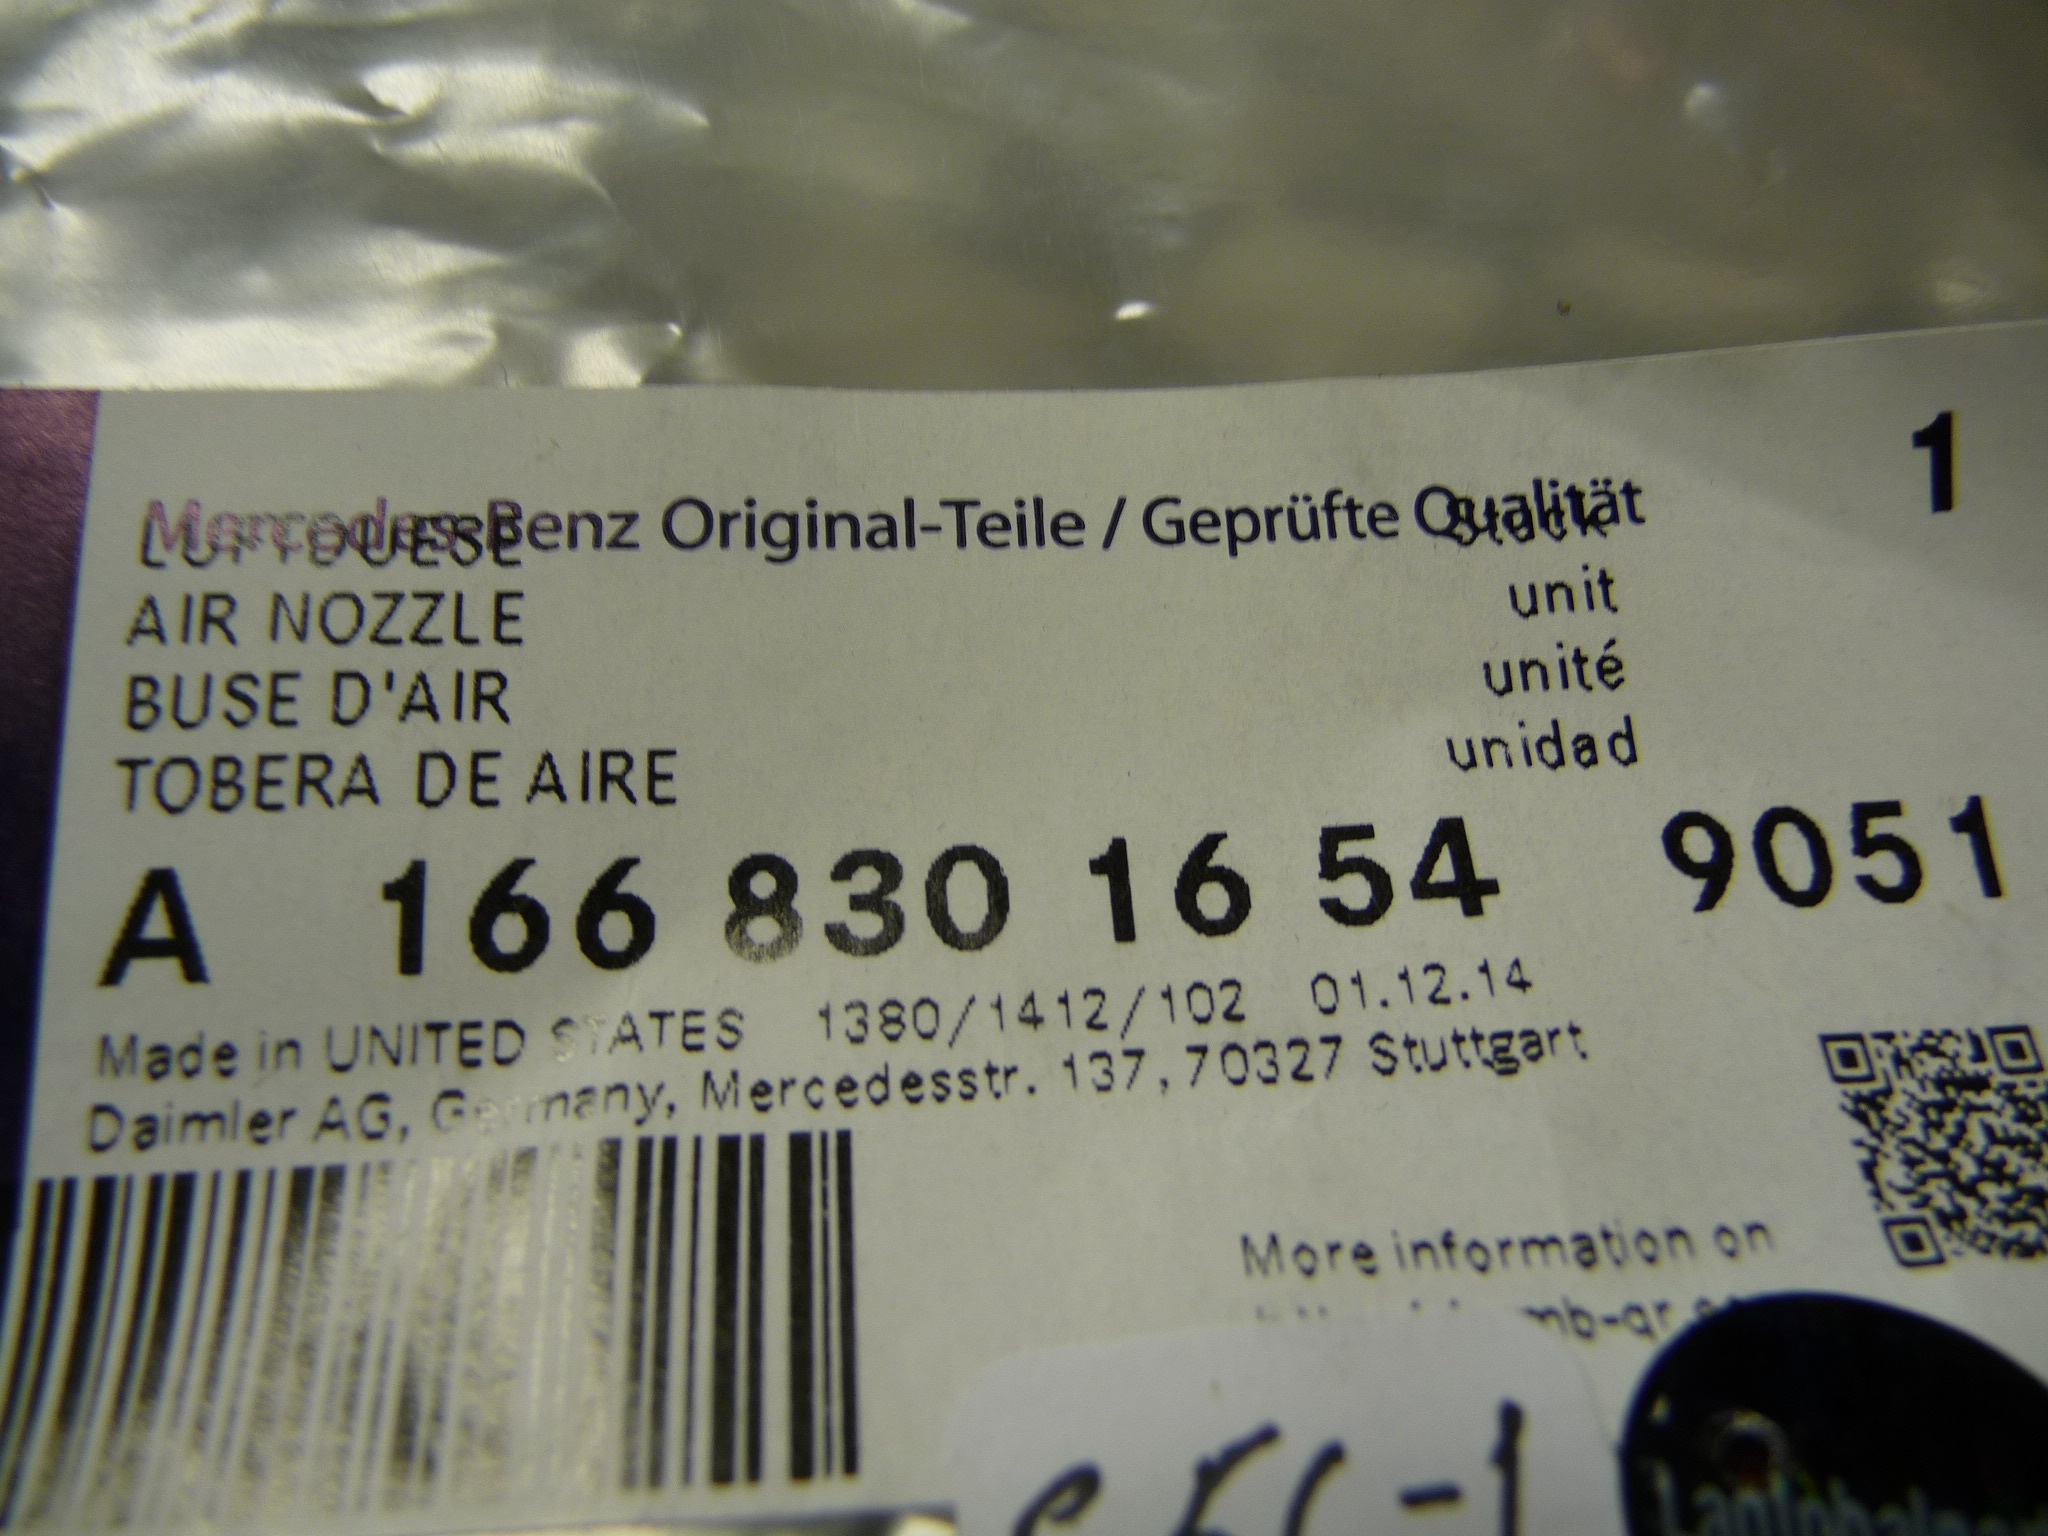 Mercedes-Benz Original-Teile / Geprüfte Qualität
1
LUFTDUESE
Stück
AIR NOZZLE
unit
BUSE D'AIR
unité
TOBERA DE AIRE
unidad
A 166 830 16 54 9051
Made in UNITED STATES 1380/1412/102 01.12.14
Daimler AG, Germany, Mercedesstr. 137, 70327 Stuttgart
More information on
mb-qr